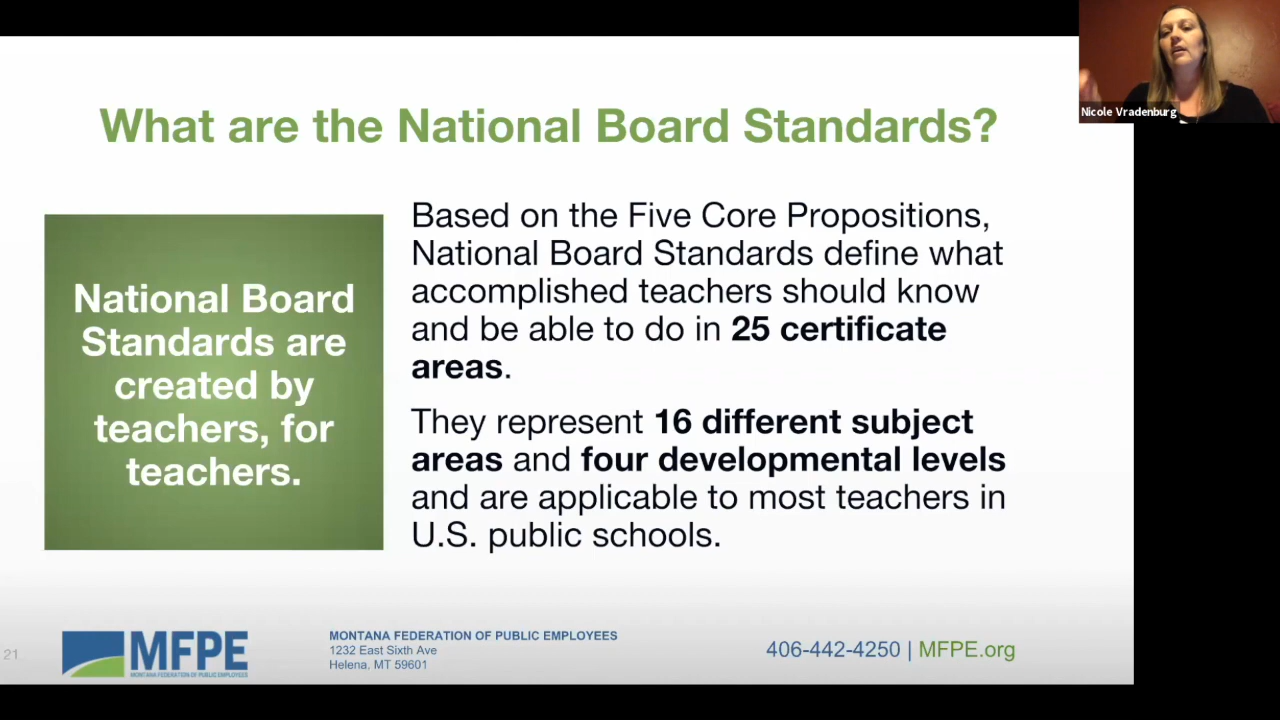 Nicole Vradenburg
What are the National Board Standards?
National Board
Standards are
created by
teachers, for
teachers.
Based on the Five Core Propositions,
National Board Standards define what
accomplished teachers should know
and be able to do in 25 certificate
areas.
They represent 16 different subject
areas and four developmental levels
and are applicable to most teachers in
U.S. public schools.
21
MFPE
MONTANA FEDERATION OF PUBLIC EMPLOYEES
MONTANA FEDERATION OF PUBLIC EMPLOYEES
1232 East Sixth Ave
Helena, MT 59601
406-442-4250 | MFPE.org